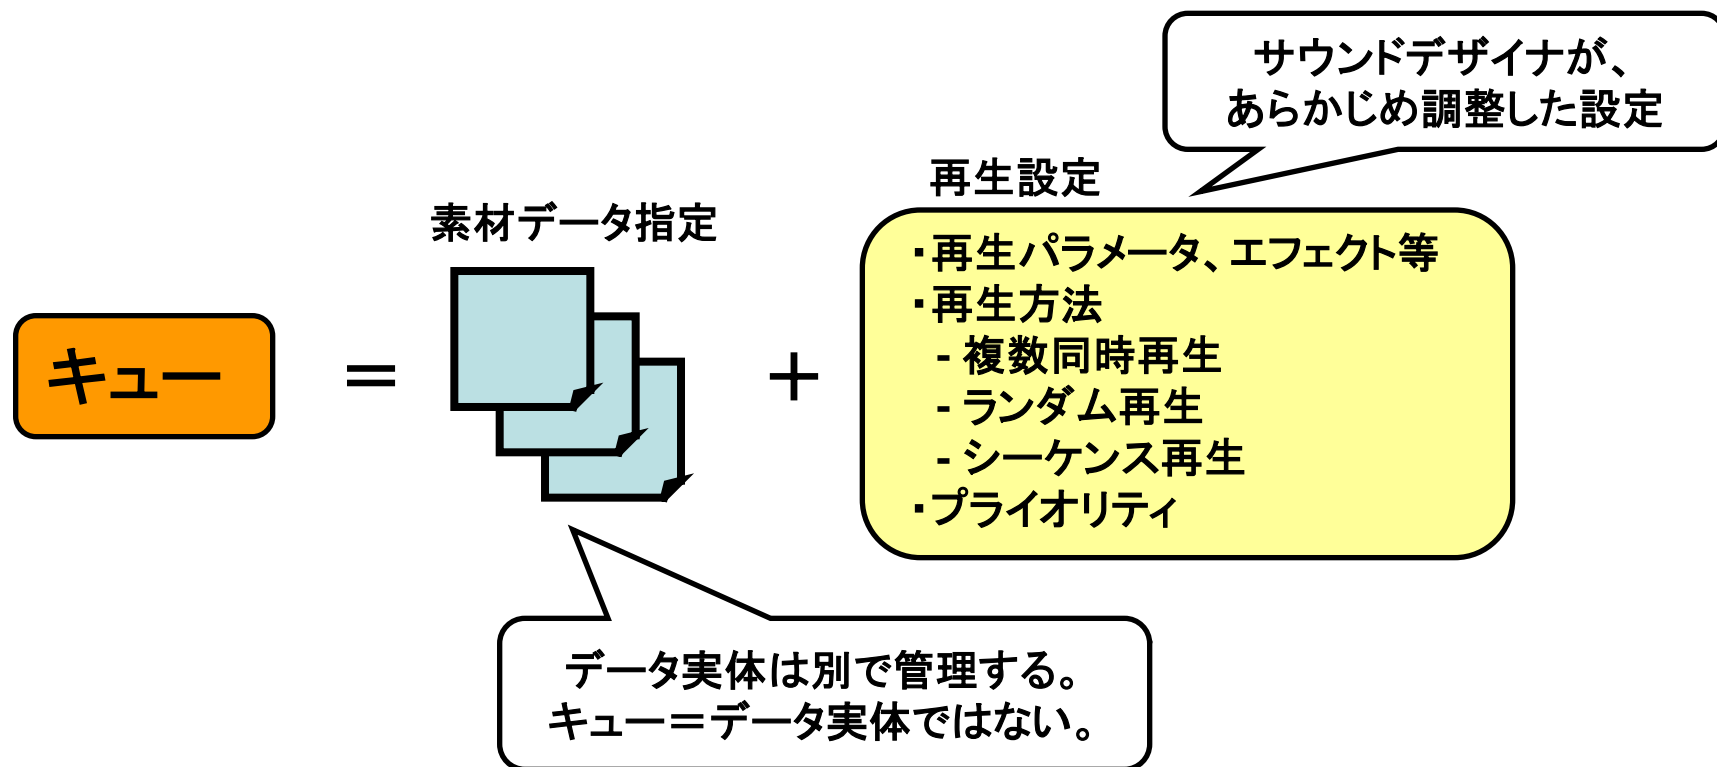 サウンドデザイナが、
あらかじめ調整した設定
再生設定
素材データ指定
・再生パラメータ、エフェクト等
・再生方法
- 複数同時再生
- ランダム再生
- シーケンス再生
・プライオリティ
キュー
＝
＋
データ実体は別で管理する。
キュー＝データ実体ではない。